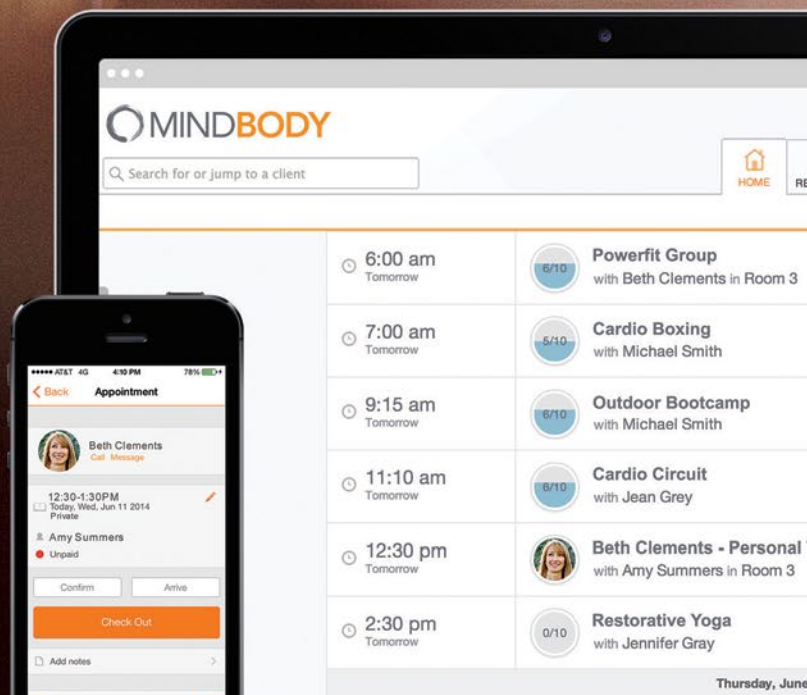 MINDBODY
Search for or jump to a client
HOME
6:00 am
Tomorrow
6/10
Powerfit Group
with Beth Clements in Room 3
7:00 am
Tomorrow
5/10
Cardio Boxing
with Michael Smith
9:15 am
Tomorrow
6/10
Outdoor Bootcamp
with Michael Smith
11:10 am
Tomorrow
6/10
Cardio Circuit
with Jean Grey
12:30 pm
Tomorrow
Beth Clements - Personal
with Amy Summers in Room 3
2:30 pm
Tomorrow
0/10
Restorative Yoga
with Jennifer Gray
Thursday, June
AT&T 4G 4:10 PM 78%
Back Appointment
Beth Clements
Call Message
12:30-1:30PM
Today, Wed, Jun 11 2014
Private
Amy Summers
Unpaid
Confirm Arrive
Check Out
Add notes